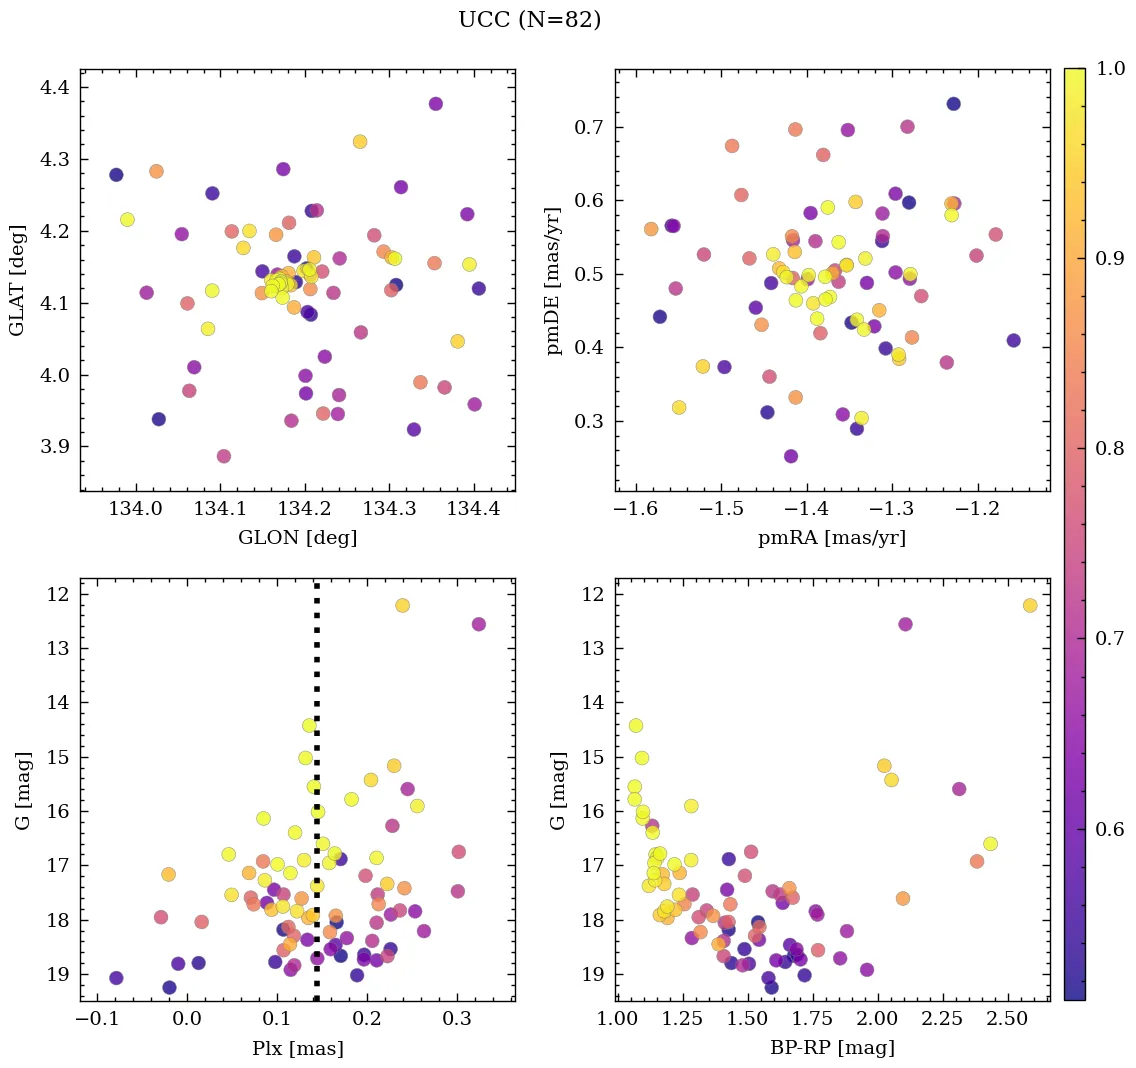 UCC (N=82)
4.4
4.3
4.2
4.1
4.0
3.9
GLAT [deg]
134.0 134.1 134.2 134.3 134.4
GLON [deg]
0.7
0.6
0.5
0.4
0.3
pmDE [mas/yr]
−1.6 −1.5 −1.4 −1.3 −1.2
pmRA [mas/yr]
12
13
14
15
16
17
18
19
G [mag]
−0.1 0.0 0.1 0.2 0.3
Plx [mas]
12
13
14
15
16
17
18
19
G [mag]
1.00 1.25 1.50 1.75 2.00 2.25 2.50
BP-RP [mag]
1.0
0.9
0.8
0.7
0.6